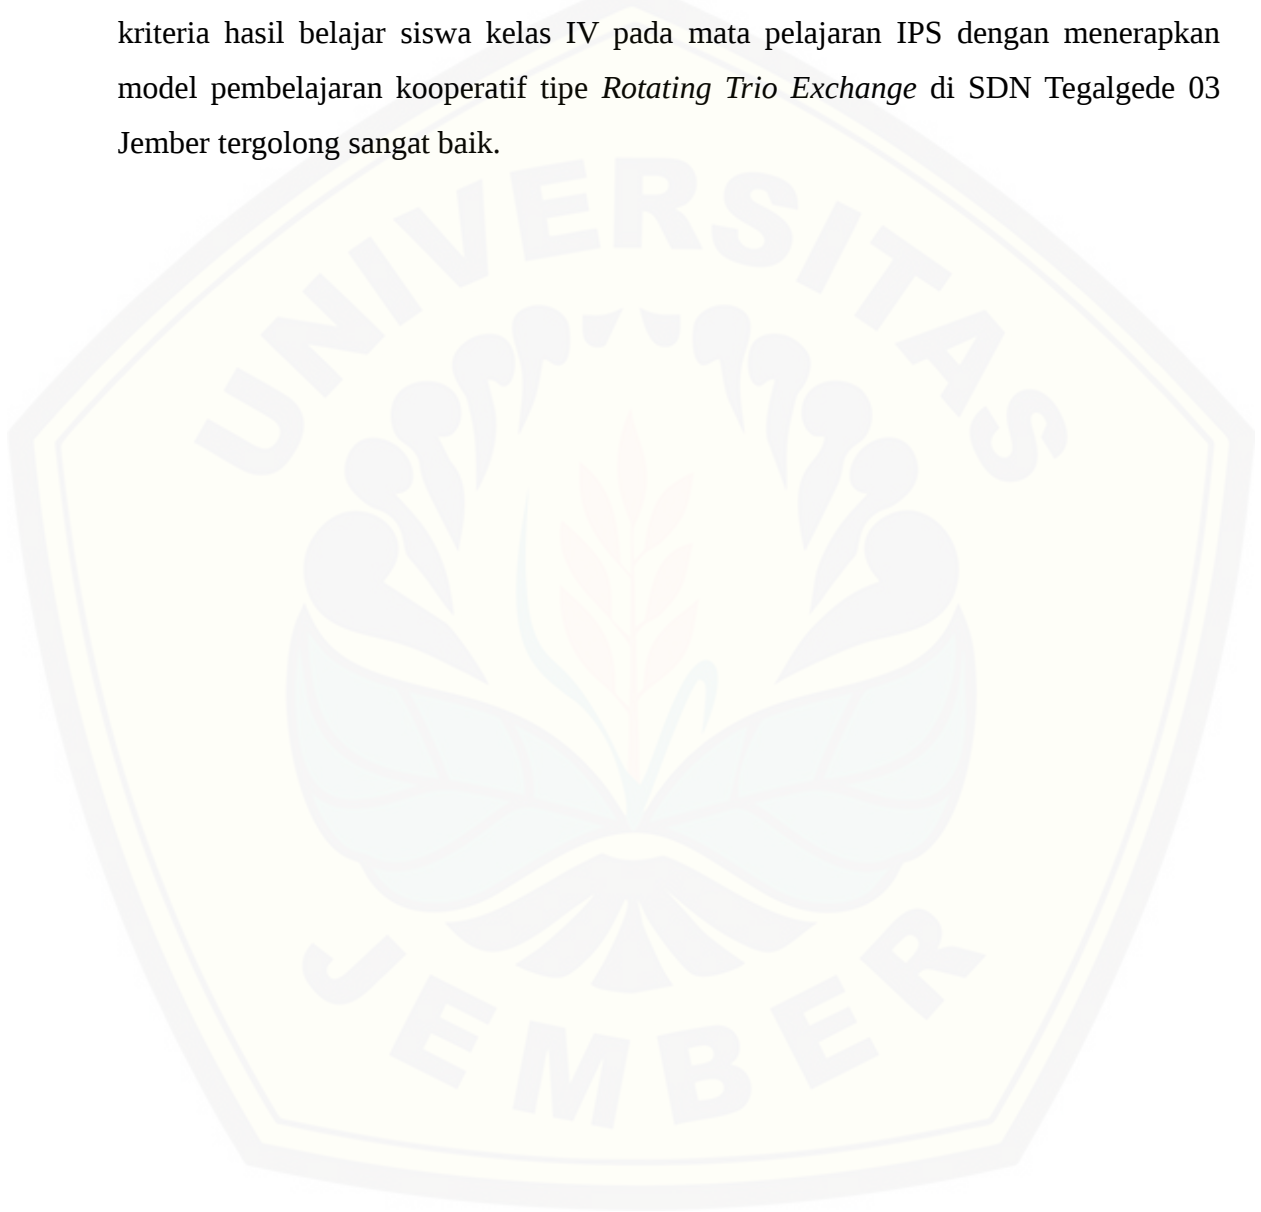 kriteria hasil belajar siswa kelas IV pada mata pelajaran IPS dengan menerapkan
model pembelajaran kooperatif tipe Rotating Trio Exchange di SDN Tegalgede 03
Jember tergolong sangat baik.
UNIVERSITAS
JEMBER